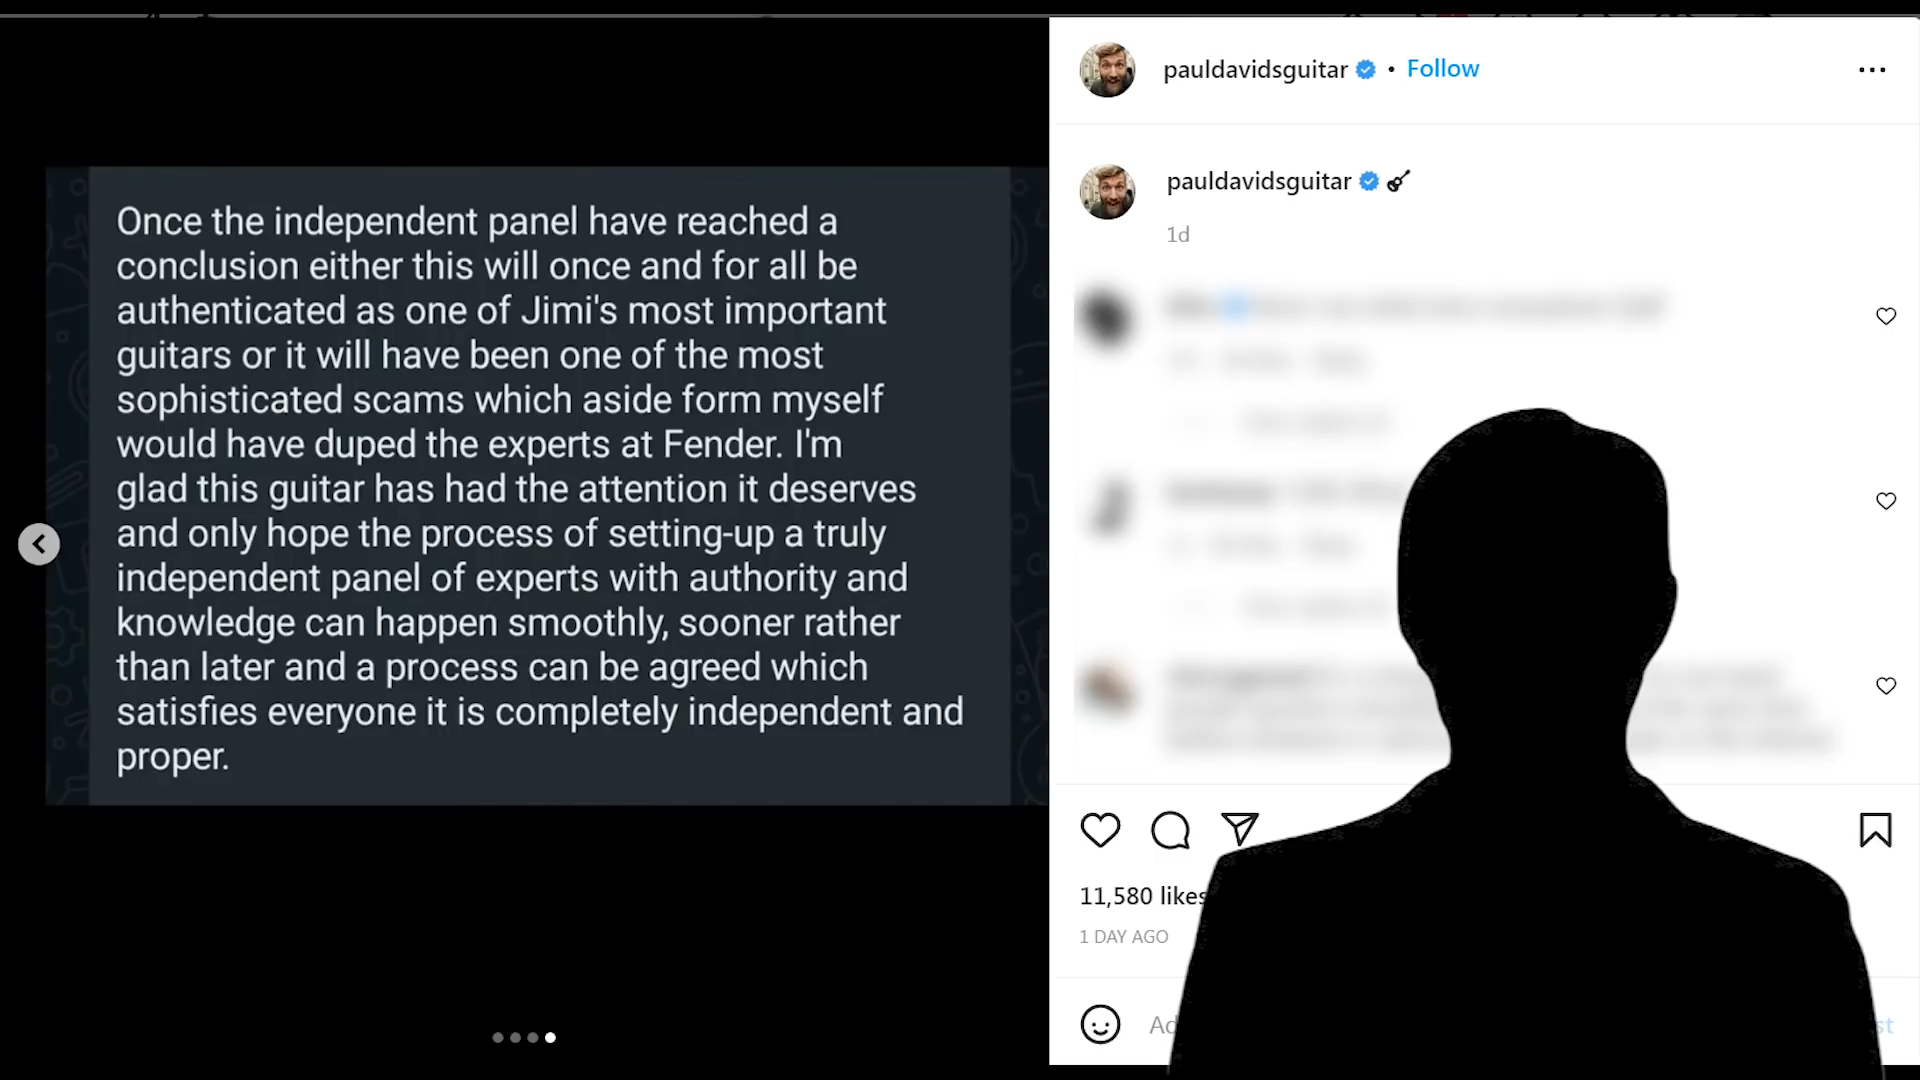 Once the independent panel have reached a
conclusion either this will once and for all be
authenticated as one of Jimi's most important
guitars or it will have been one of the most
sophisticated scams which aside form myself
would have duped the experts at Fender. I'm
glad this guitar has had the attention it deserves
and only hope the process of setting-up a truly
independent panel of experts with authority and
knowledge can happen smoothly, sooner rather
than later and a process can be agreed which
satisfies everyone it is completely independent and
proper.
pauldavidsguitar • Follow
pauldavidsguitar
1d
11,580 likes
1 DAY AGO